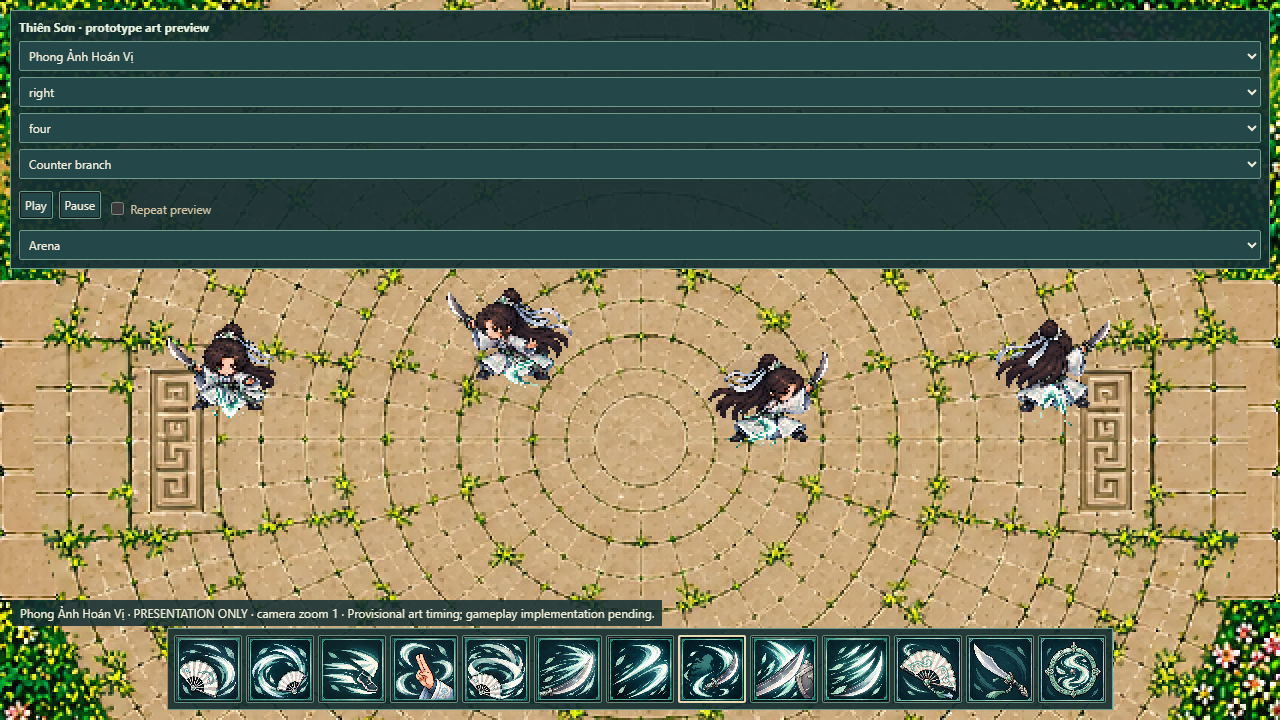 Thiên Sơn · prototype art preview
Phong Ảnh Hoán Vị
right
four
Counter branch
Play Pause Repeat preview
Arena
Phong Ảnh Hoán Vị · PRESENTATION ONLY · camera zoom 1 · Provisional art timing; gameplay implementation pending.